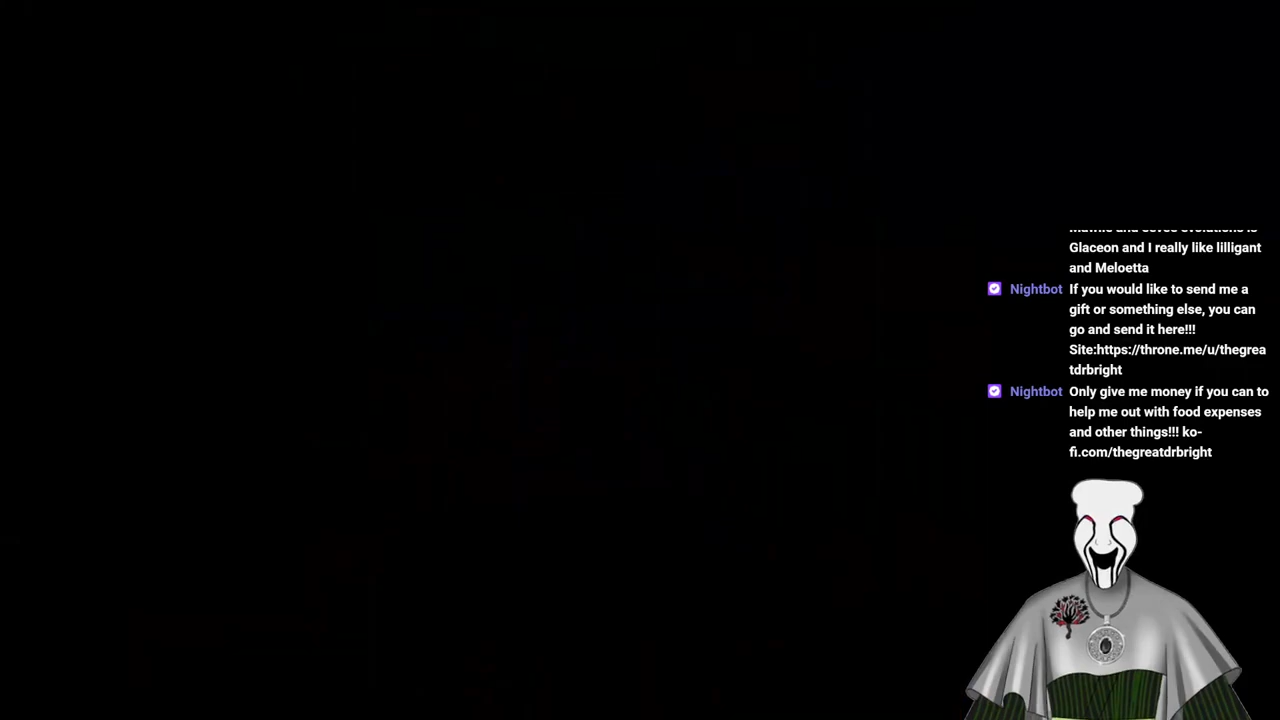 Glaceon and I really like lilligant
and Meloetta
Nightbot If you would like to send me a
gift or something else, you can
go and send it here!!!
Site:https://throne.me/u/thegrea
tdrbright
Nightbot Only give me money if you can to
help me out with food expenses
and other things!!! ko-
fi.com/thegreatdrbright